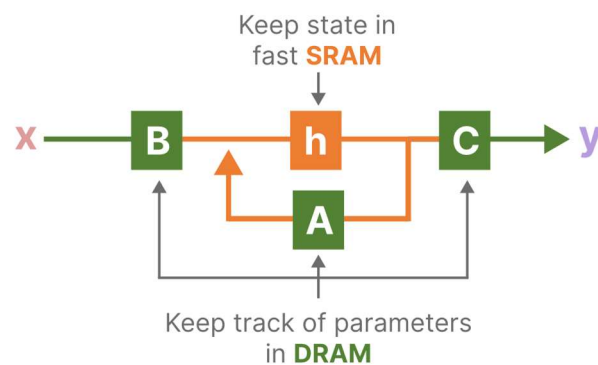 Keep state in
fast SRAM
x B h C y
A
Keep track of parameters
in DRAM